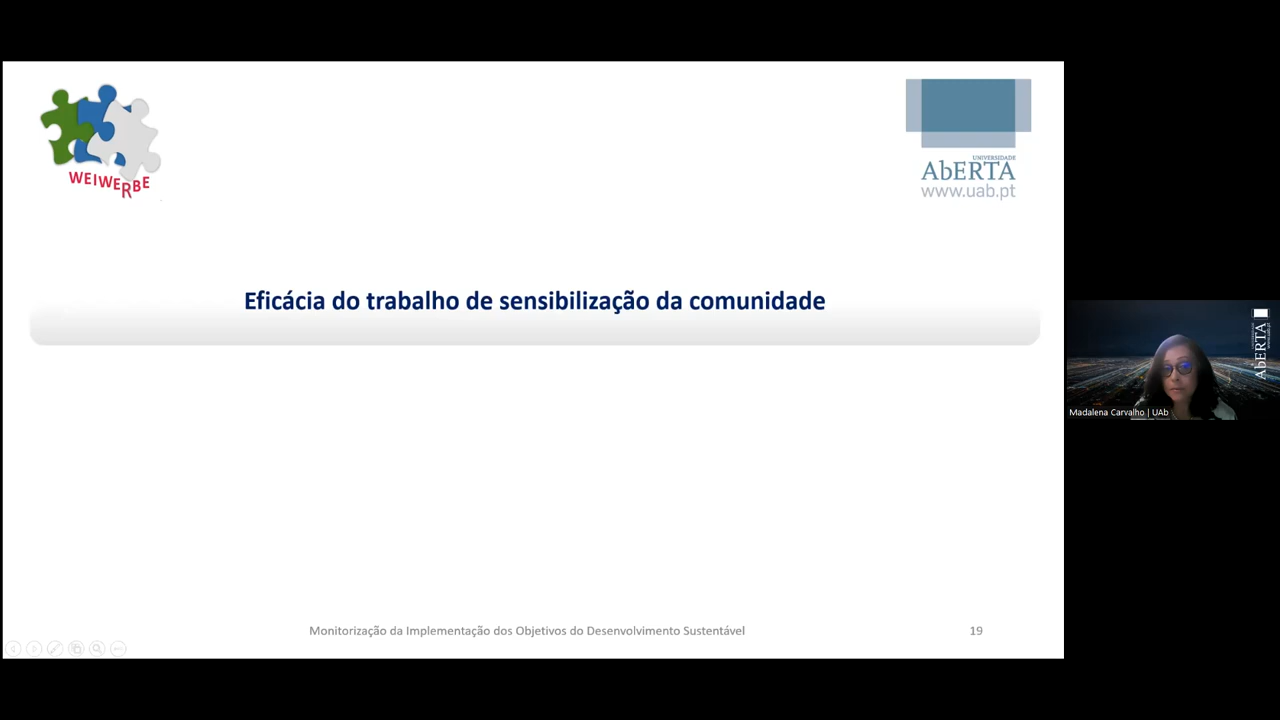 WEIWERBE
UNIVERSIDADE
AbERTA
www.uab.pt
Eficácia do trabalho de sensibilização da comunidade
AbERTA
Madalena Carvalho | UAb
Monitorização da Implementação dos Objetivos do Desenvolvimento Sustentável
19